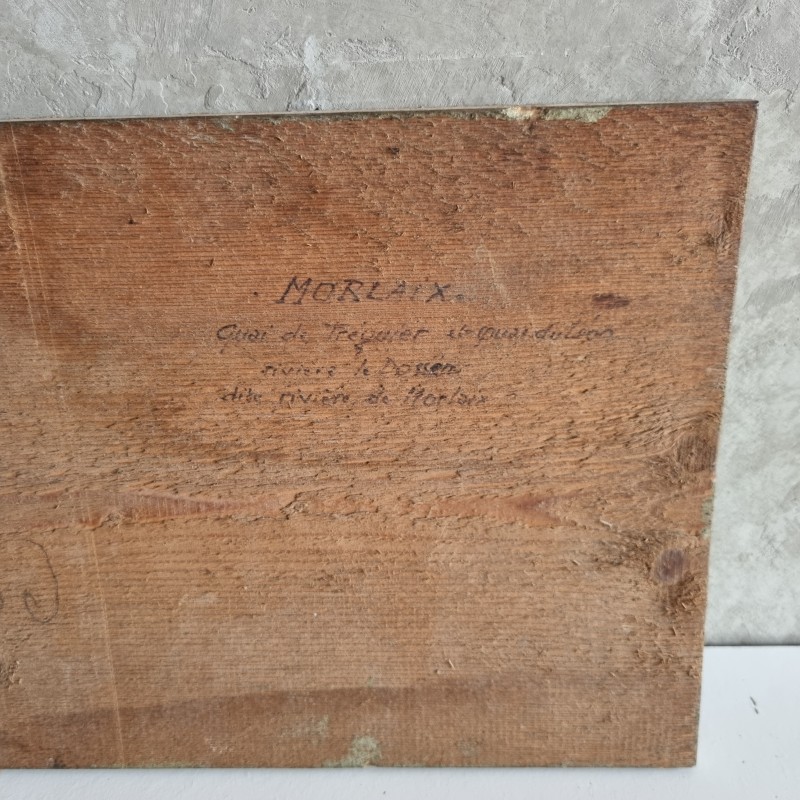 MORLAIX.
Quai de Tréguier et Quai du Léon
rivière le Dossen
dite rivière de Morlaix